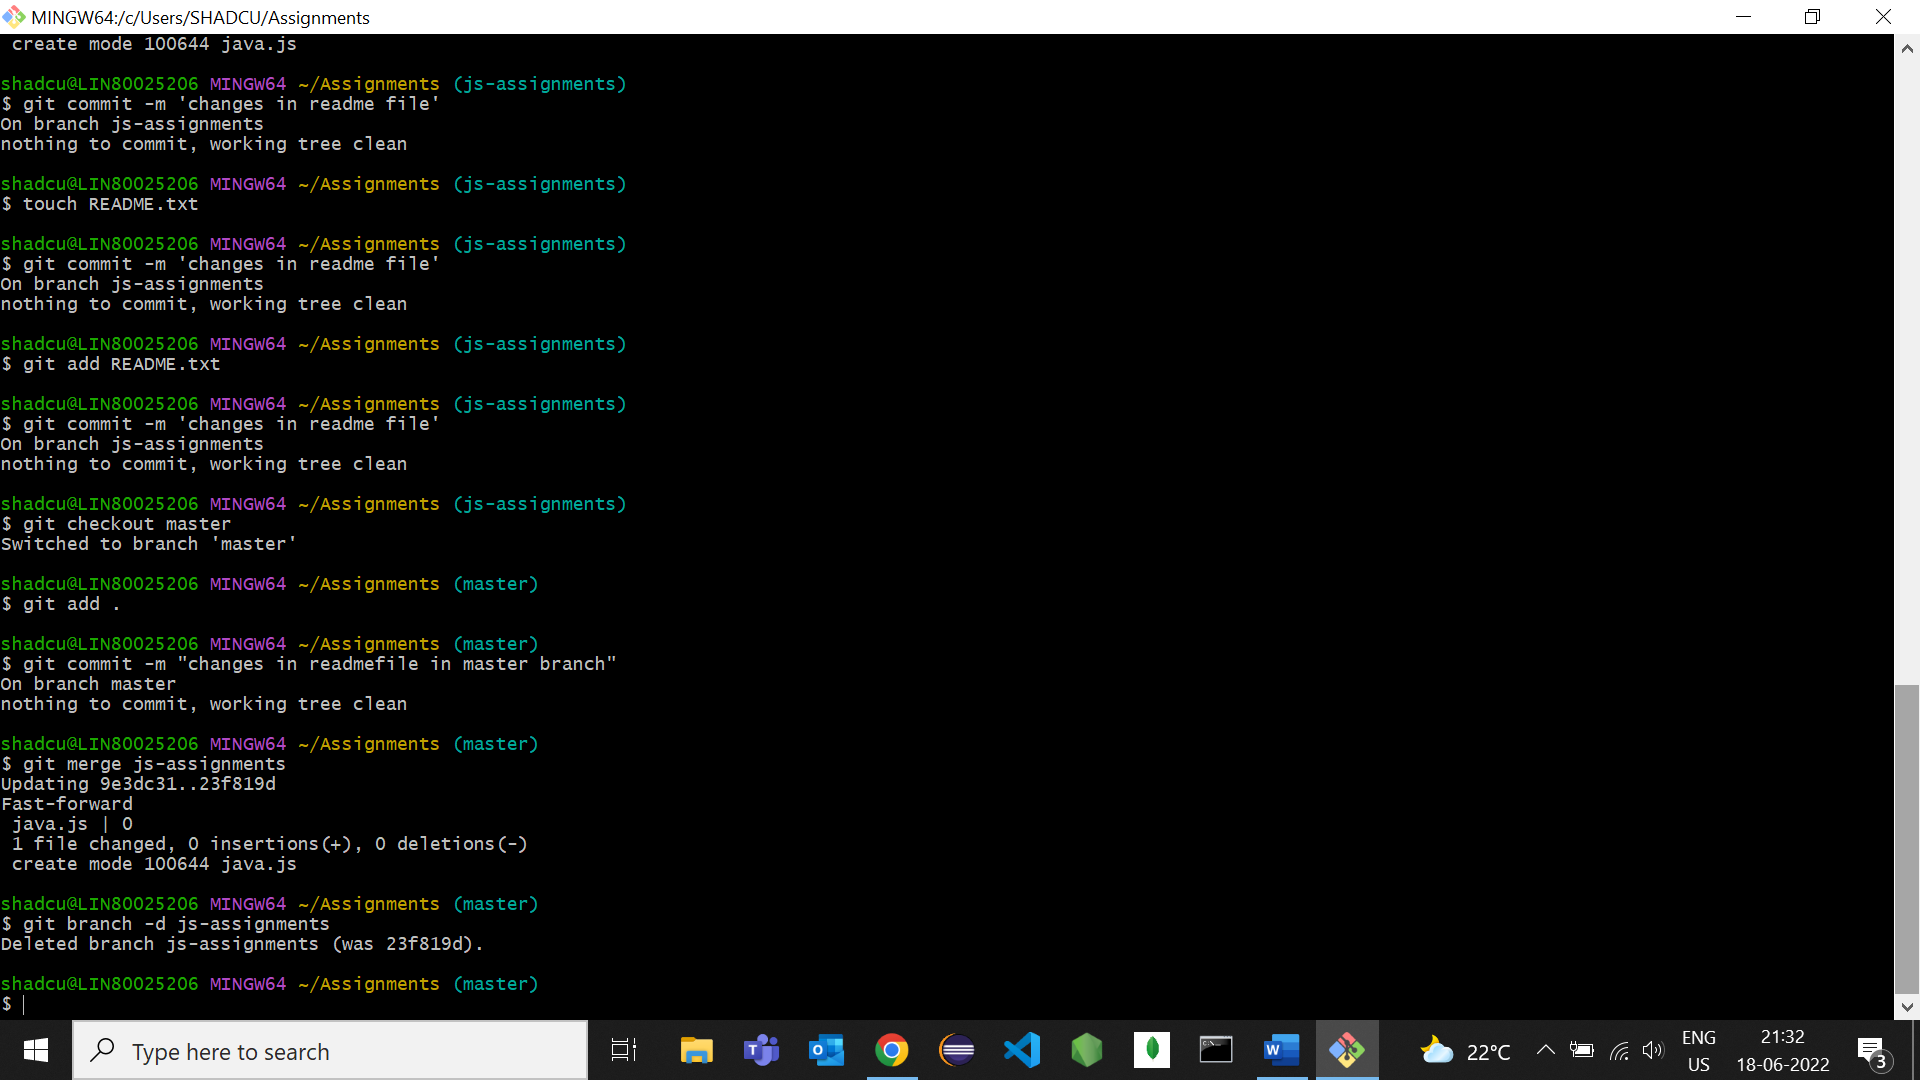 MINGW64:/c/Users/SHADCU/Assignments
 create mode 100644 java.js
shadcu@LIN80025206 MINGW64 ~/Assignments (js-assignments)
$ git commit -m 'changes in readme file'
On branch js-assignments
nothing to commit, working tree clean
shadcu@LIN80025206 MINGW64 ~/Assignments (js-assignments)
$ touch README.txt
shadcu@LIN80025206 MINGW64 ~/Assignments (js-assignments)
$ git commit -m 'changes in readme file'
On branch js-assignments
nothing to commit, working tree clean
shadcu@LIN80025206 MINGW64 ~/Assignments (js-assignments)
$ git add README.txt
shadcu@LIN80025206 MINGW64 ~/Assignments (js-assignments)
$ git commit -m 'changes in readme file'
On branch js-assignments
nothing to commit, working tree clean
shadcu@LIN80025206 MINGW64 ~/Assignments (js-assignments)
$ git checkout master
Switched to branch 'master'
shadcu@LIN80025206 MINGW64 ~/Assignments (master)
$ git add .
shadcu@LIN80025206 MINGW64 ~/Assignments (master)
$ git commit -m "changes in readmefile in master branch"
On branch master
nothing to commit, working tree clean
shadcu@LIN80025206 MINGW64 ~/Assignments (master)
$ git merge js-assignments
Updating 9e3dc31..23f819d
Fast-forward
 java.js | 0
 1 file changed, 0 insertions(+), 0 deletions(-)
 create mode 100644 java.js
shadcu@LIN80025206 MINGW64 ~/Assignments (master)
$ git branch -d js-assignments
Deleted branch js-assignments (was 23f819d).
shadcu@LIN80025206 MINGW64 ~/Assignments (master)
$
Type here to search
22°C
ENG
US
21:32
18-06-2022
3